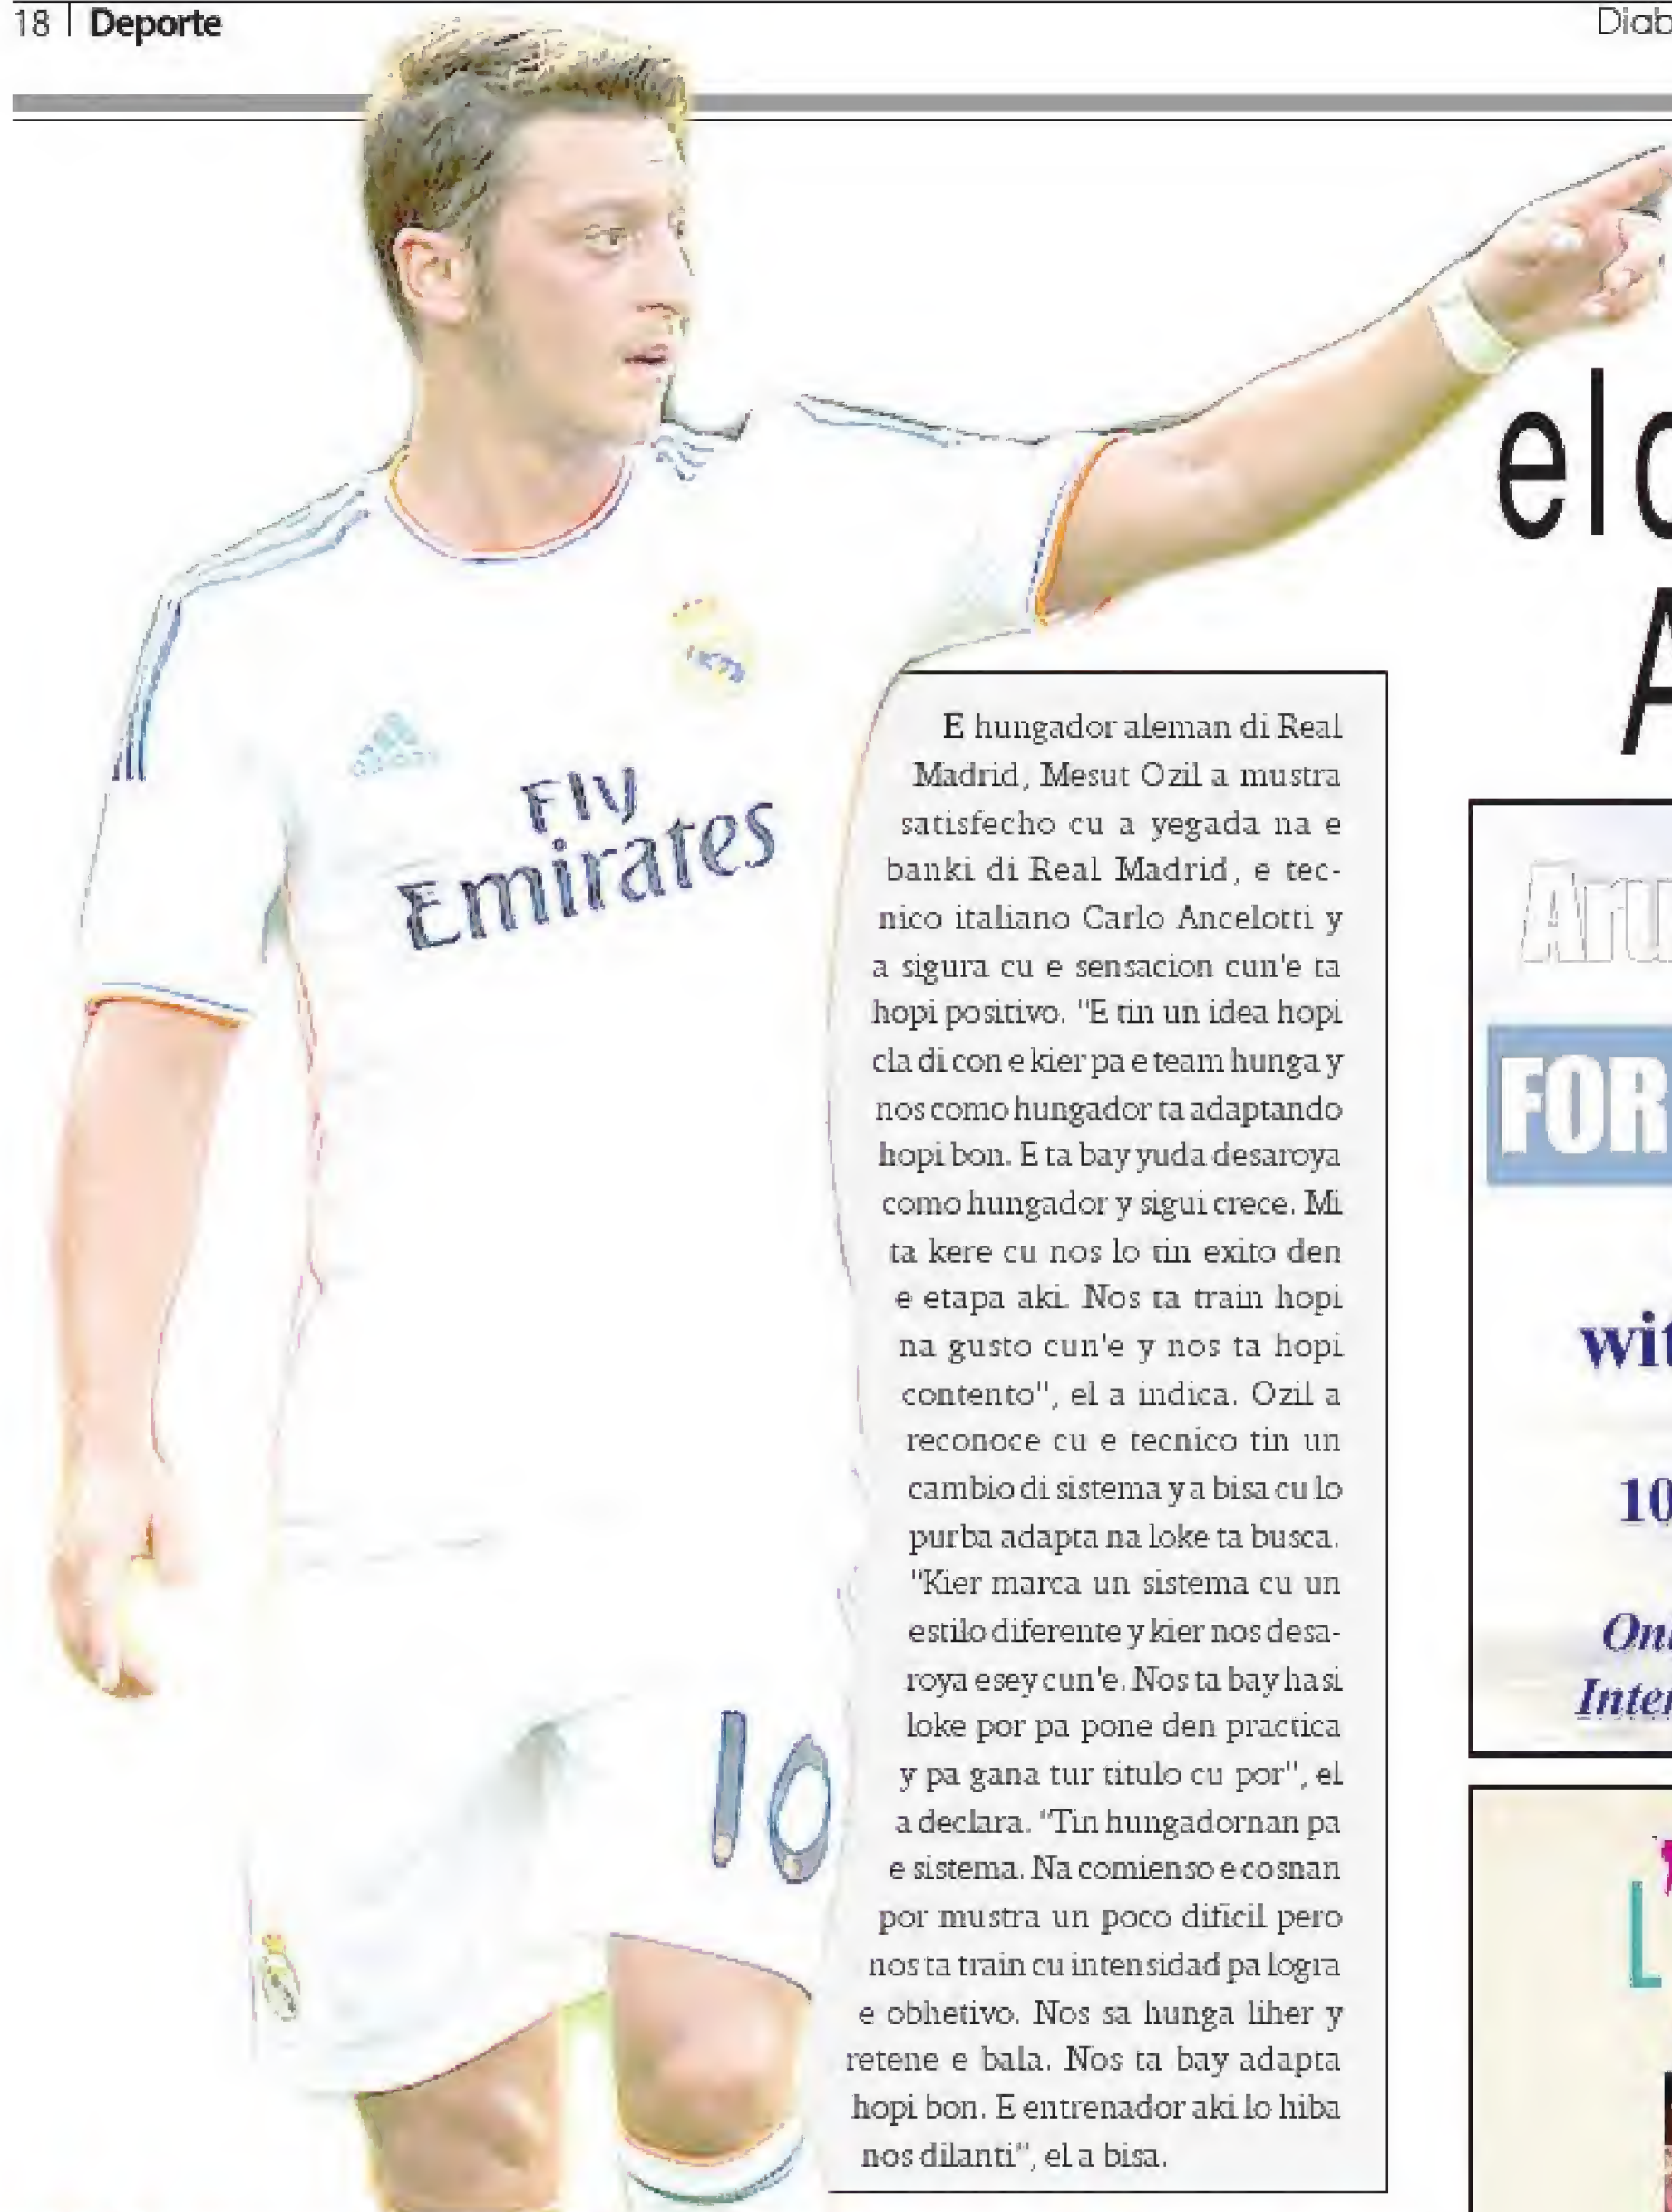 18 | Deporte
Fly
Emirates
10
E hungador aleman di Real
Madrid, Mesut Ozil a mustra
satisfecho cu a yegada na e
banki di Real Madrid, e tec-
nico italiano Carlo Ancelotti y
a sigura cu e sensacion cun'e ta
hopi positivo. "E tin un idea hopi
cla di con e kier pa e team hunga y
nos como hungador ta adaptando
hopi bon. E ta bay yuda desaroya
como hungador y sigui crece. Mi
ta kere cu nos lo tin exito den
e etapa aki. Nos ta train hopi
na gusto cun'e y nos ta hopi
contento", el a indica. Ozil a
reconoce cu e tecnico tin un
cambio di sistema y a bisa cu lo
purba adapta na loke ta busca.
"Kier marca un sistema cu un
estilo diferente y kier nos desa-
roya esey cun'e. Nos ta bay hasi
loke por pa pone den practica
y pa gana tur titulo cu por", el
a declara. "Tin hungadornan pa
e sistema. Na comienso e cosnan
por mustra un poco dificil pero
nos ta train cu intensidad pa logra
e obhetivo. Nos sa hunga liher y
retene e bala. Nos ta bay adapta
hopi bon. E entrenador aki lo hiba
nos dilanti", el a bisa.
FOR
10